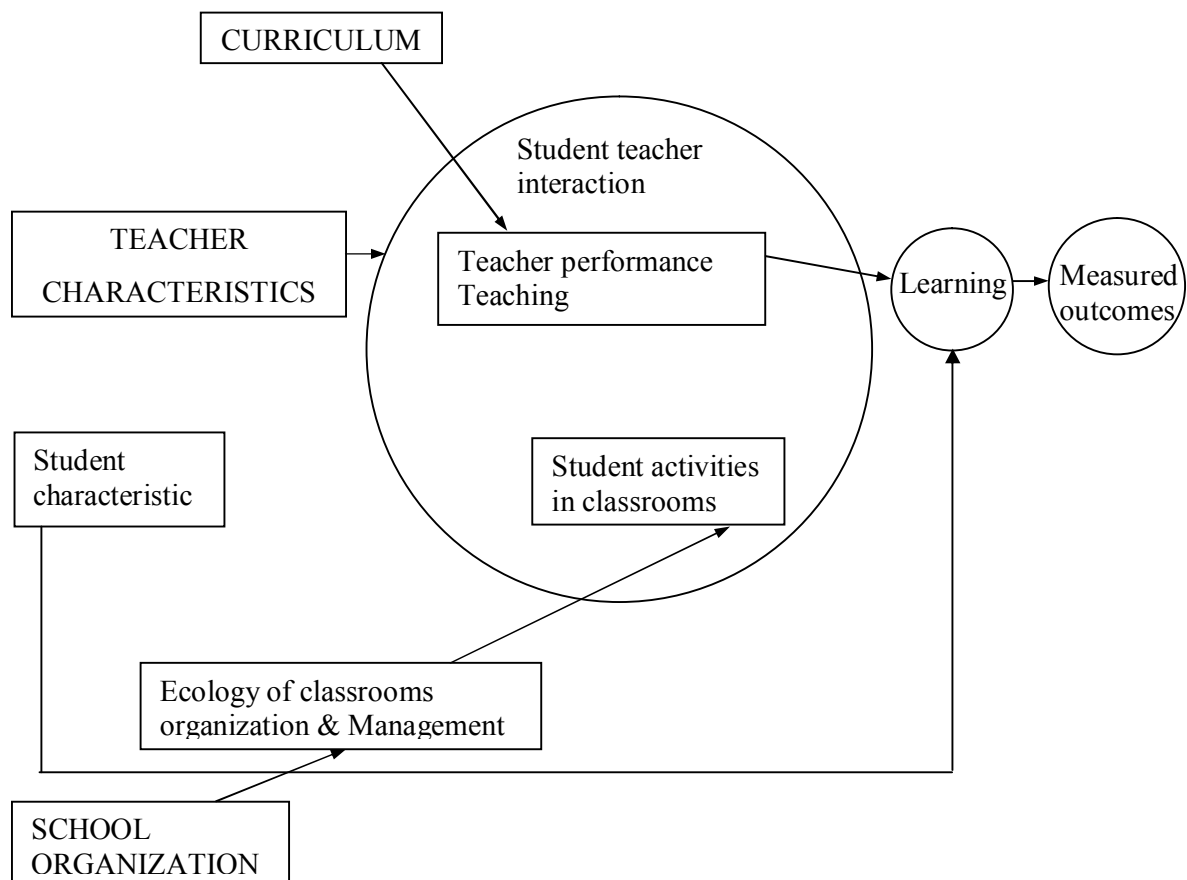 CURRICULUM
Student teacher
interaction
TEACHER
CHARACTERISTICS
Teacher performance
Teaching
Learning
Measured
outcomes
Student
characteristic
Student activities
in classrooms
Ecology of classrooms
organization & Management
SCHOOL
ORGANIZATION